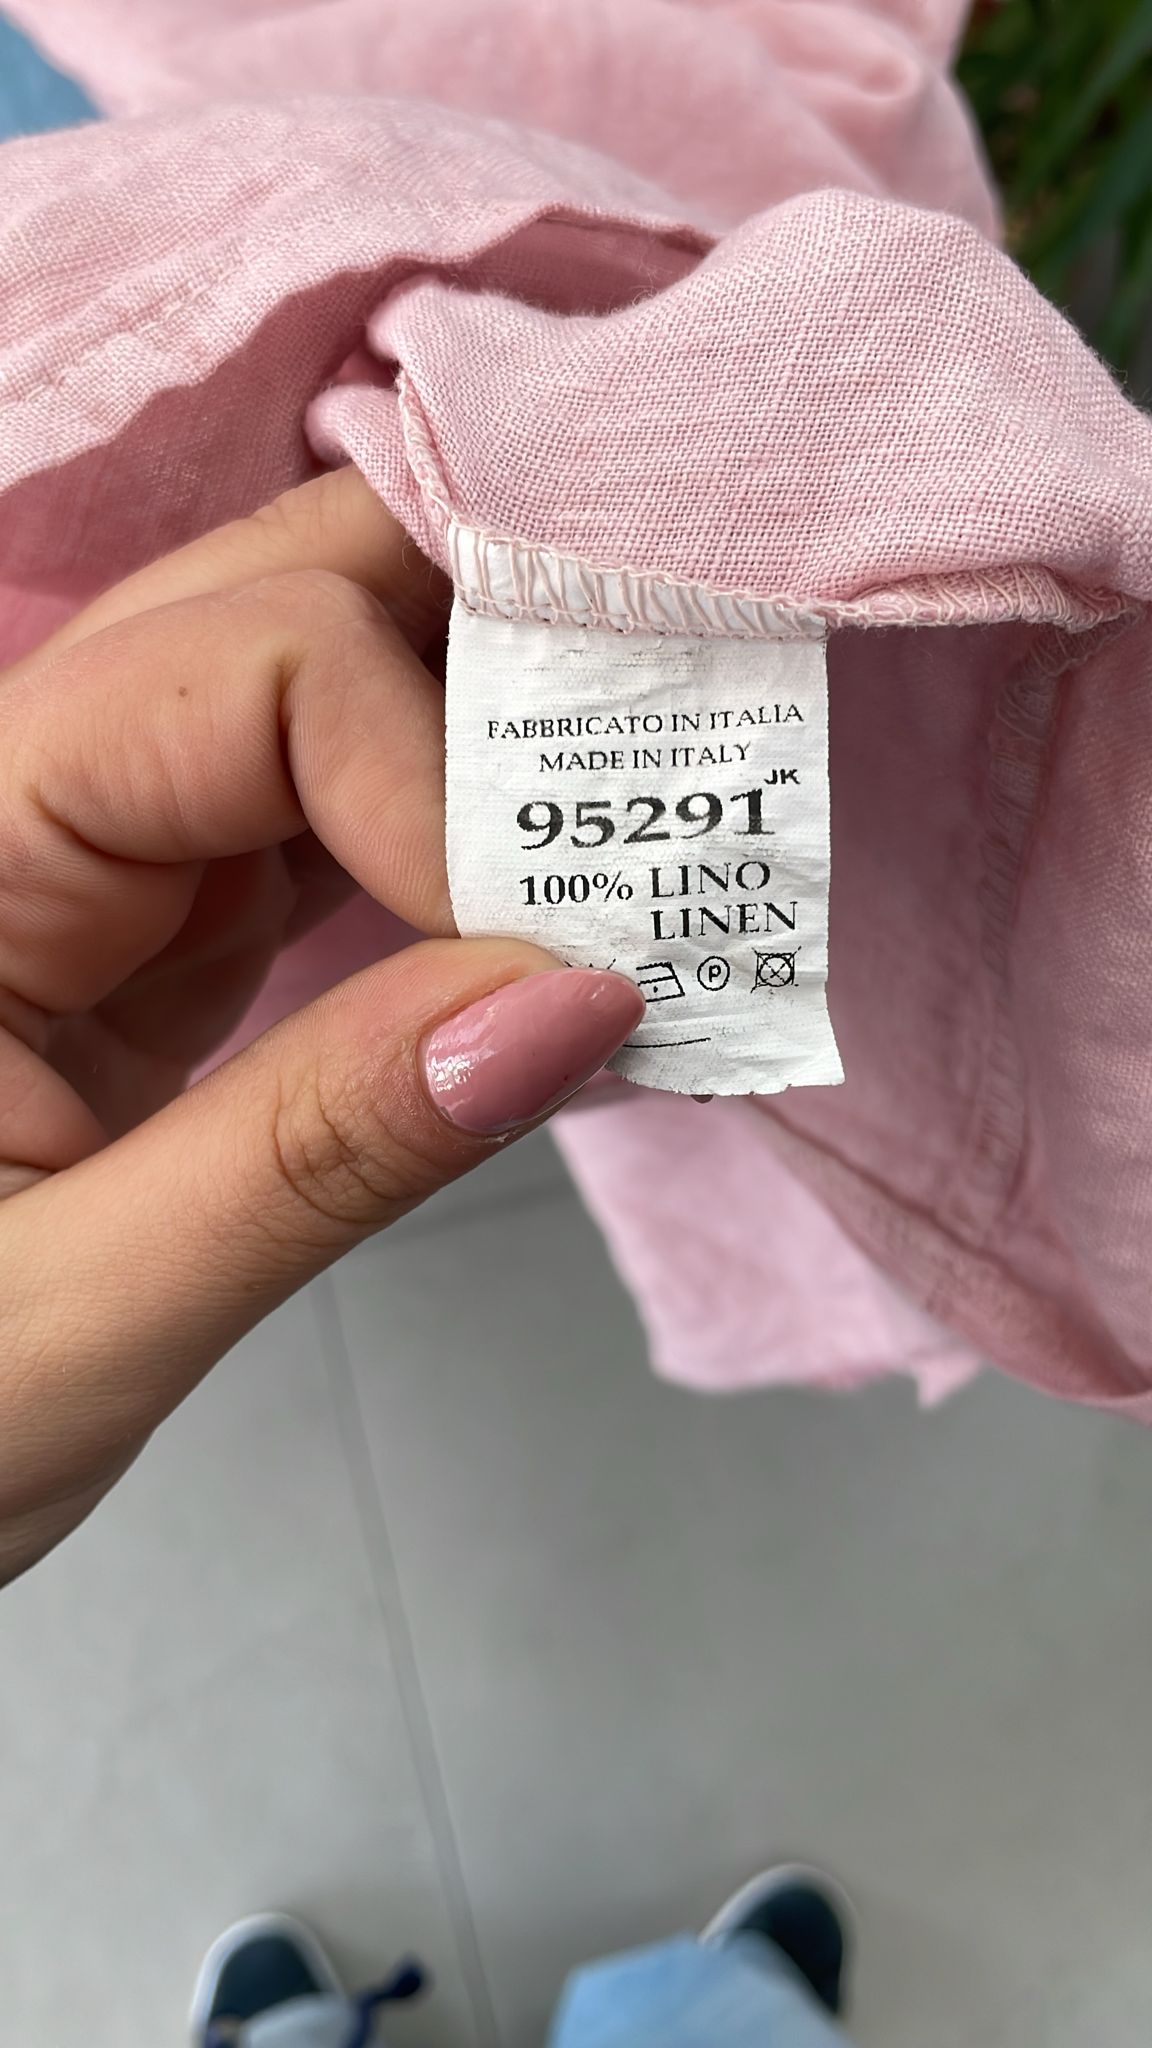 FABBRICATO IN ITALIA
MADE IN ITALY
JK
95291
100% LINO
LINEN
P